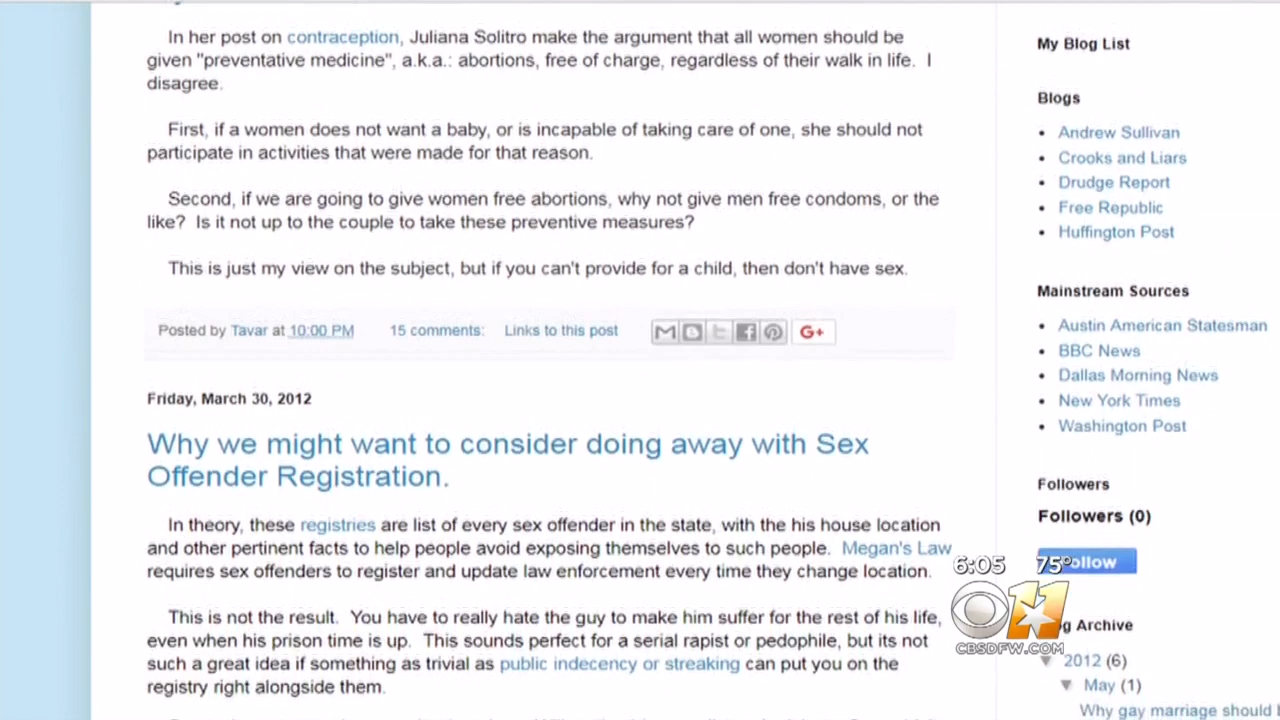 In her post on contraception, Juliana Solitro make the argument that all women should be
given "preventative medicine", a.k.a.: abortions, free of charge, regardless of their walk in life.  I
disagree.
First, if a women does not want a baby, or is incapable of taking care of one, she should not
participate in activities that were made for that reason.
Second, if we are going to give women free abortions, why not give men free condoms, or the
like?  Is it not up to the couple to take these preventive measures?
This is just my view on the subject, but if you can't provide for a child, then don't have sex.
Posted by Tavar at 10:00 PM 15 comments: Links to this post
G+
Friday, March 30, 2012
Why we might want to consider doing away with Sex
Offender Registration.
In theory, these registries are list of every sex offender in the state, with the his house location
and other pertinent facts to help people avoid exposing themselves to such people.  Megan's Law
requires sex offenders to register and update law enforcement every time they change location.
This is not the result.  You have to really hate the guy to make him suffer for the rest of his life,
even when his prison time is up.  This sounds perfect for a serial rapist or pedophile, but its not
such a great idea if something as trivial as public indecency or streaking can put you on the
registry right alongside them.
My Blog List
Blogs
Andrew Sullivan
Crooks and Liars
Drudge Report
Free Republic
Huffington Post
Mainstream Sources
Austin American Statesman
BBC News
Dallas Morning News
New York Times
Washington Post
Followers
Followers (0)
6:05 75°
ollow
11
g Archive
CBSDFW.COM
2012 (6)
May (1)
Why gay marriage should